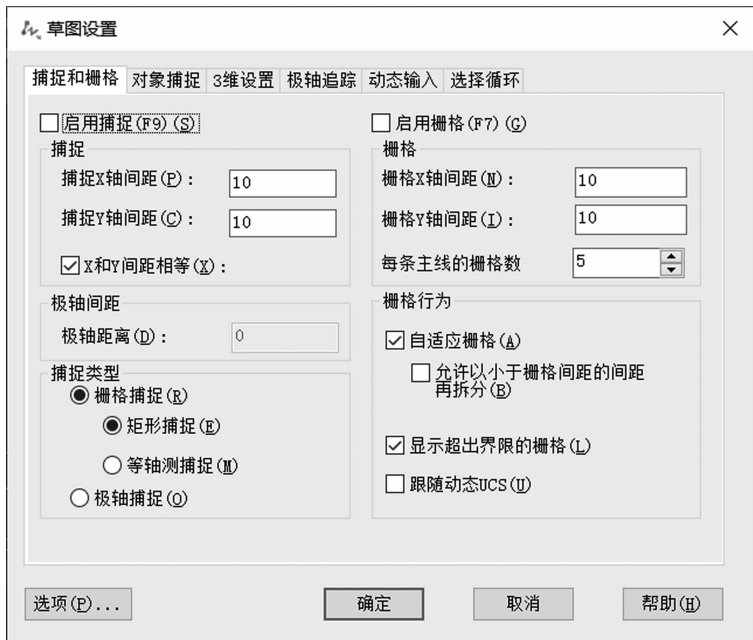 草图设置
捕捉和栅格 对象捕捉 3维设置 极轴追踪 动态输入 选择循环
启用捕捉(F9)(S)
捕捉
捕捉X轴间距(P): 10
捕捉Y轴间距(C): 10
X和Y间距相等(X):
极轴间距
极轴距离(D): 0
捕捉类型
栅格捕捉(R)
矩形捕捉(E)
等轴测捕捉(M)
极轴捕捉(O)
启用栅格(F7)(G)
栅格
栅格X轴间距(N): 10
栅格Y轴间距(I): 10
每条主线的栅格数 5
栅格行为
自适应栅格(A)
允许以小于栅格间距的间距
再拆分(B)
显示超出界限的栅格(L)
跟随动态UCS(U)
选项(P)... 确定 取消 帮助(H)